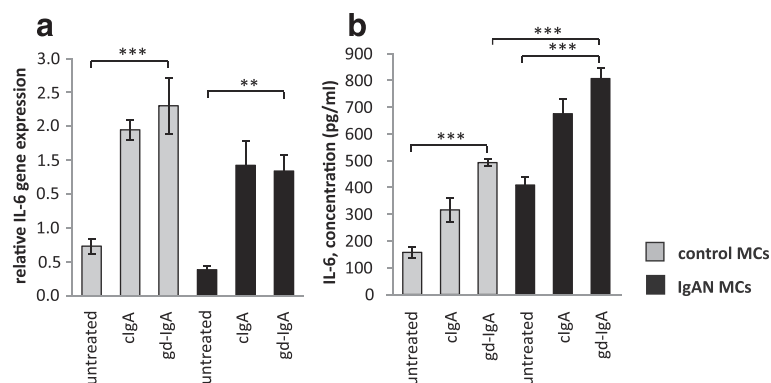 a
***
**
relative IL-6 gene expression
3.0
2.5
2.0
1.5
1.5
1.0
0.5
0.0
untreated
cIgA
gd-IgA
untreated
cIgA
gd-IgA
b
***
***
***
IL-6, concentration (pg/ml)
900
800
700
600
500
400
300
200
100
0
untreated
cIgA
gd-IgA
untreated
cIgA
gd-IgA
control MCs
IgAN MCs